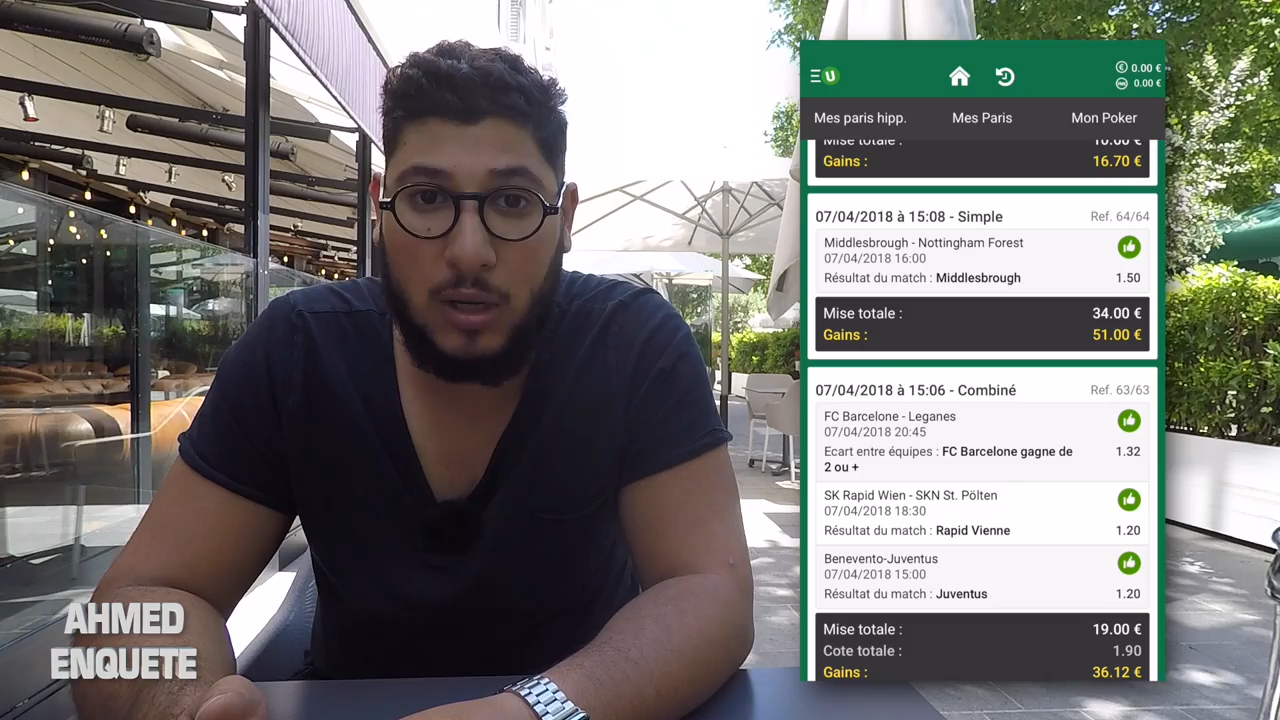 AHMED
ENQUETE
0.00 €
0.00 €
Mes paris hipp. Mes Paris Mon Poker
Mise totale : 10.00 €
Gains : 16.70 €
07/04/2018 à 15:08 - Simple Ref. 64/64
Middlesbrough - Nottingham Forest
07/04/2018 16:00
Résultat du match : Middlesbrough 1.50
Mise totale : 34.00 €
Gains : 51.00 €
07/04/2018 à 15:06 - Combiné Ref. 63/63
FC Barcelone - Leganes
07/04/2018 20:45
Ecart entre équipes : FC Barcelone gagne de 1.32
2 ou +
SK Rapid Wien - SKN St. Pölten
07/04/2018 18:30
Résultat du match : Rapid Vienne 1.20
Benevento-Juventus
07/04/2018 15:00
Résultat du match : Juventus 1.20
Mise totale : 19.00 €
Cote totale : 1.90
Gains : 36.12 €